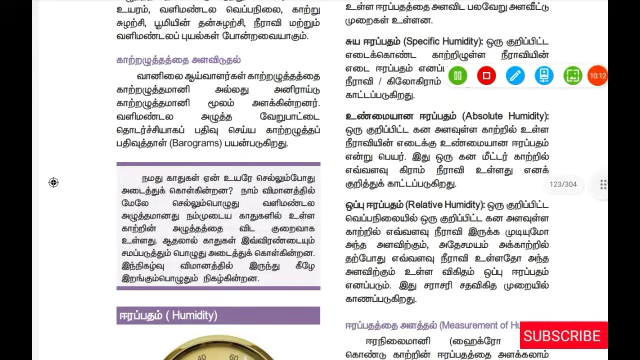 உயரம், வளிமண்டல வெப்பநிலை, காற்று
சுழற்சி, பூமியின் தன்சுழற்சி, நீராவி மற்றும்
வளிமண்டலப் புயல்கள் போன்றவையாகும்.
காற்றழுத்தத்தை அளவிடுதல்
வானிலை ஆய்வாளர்கள் காற்றழுத்தத்தை
காற்றழுத்தமானி அல்லது அனிராய்டு
காற்றழுத்தமானி மூலம் அளக்கின்றனர்.
வளிமண்டல அழுத்த வேறுபாட்டை
தொடர்ச்சியாகப் பதிவு செய்ய காற்றழுத்தப்
பதிவுத்தாள் (Barograms) பயன்படுகிறது.
நமது காதுகள் ஏன் உயரே செல்லும்போது
அடைத்துக் கொள்கின்றன? நாம் விமானத்தில்
மேலே செல்லும்பொழுது வளிமண்டல
அழுத்தமானது நம்முடைய காதுகளில் உள்ள
காற்றின் அழுத்தத்தை விட குறைவாக
உள்ளது. ஆதலால் காதுகள் இவ்விரண்டையும்
சமப்படுத்தும் பொழுது அடைத்துக் கொள்கின்றன.
இந்நிகழ்வு விமானத்தில் இருந்து கீழே
இறங்கும்பொழுதும் நிகழ்கின்றன.
ஈரப்பதம் ( Humidity)
40 60
உள்ள ஈரப்பதத்தை அளவிட பலவேறு அளவீட்டு
முறைகள் உள்ளன.
சுய ஈரப்பதம் (Specific Humidity): ஒரு குறிப்பிட்ட
எடைக்கொண்ட காற்றிழுள்ள நீராவியின்
எடை ஈரப்பதம்
நீராவி / கிலோகிராம்
காட்டப்படுகிறது.
10:12
உண்மையான ஈரப்பதம் (Absolute Humidity):
ஒரு குறிப்பிட்ட கன அளவுள்ள காற்றில் உள்ள
நீராவியின் எடைக்கு உண்மையான ஈரப்பதம்
என்று பெயர். இது ஒரு கன மீட்டர் காற்றில்
எவ்வளவு கிராம் நீராவி உள்ளது எனக்
குறித்துக் காட்டப்படுகிறது.
123/304
ஒப்பு ஈரப்பதம் (Relative Humidity): ஒரு குறிப்பிட்ட
வெப்பநிலையில் ஒரு குறிப்பிட்ட கன அளவுள்ள
காற்றில் எவ்வளவு நீராவி இருக்க முடியுமோ
அந்த அளவிற்கும், அதேசமயம் அக்காற்றில்
தற்போது எவ்வளவு நீராவி உள்ளதோ அந்த
அளவிற்கும் உள்ள விகிதம் ஒப்பு ஈரப்பதம்
எனப்படும். இது சராசரி சதவிகித முறையில்
காணப்படுகிறது.
ஈரப்பதத்தை அளத்தல் (Measurement of
SUBSCRIBE
ஈரநிலைமானி (ஹைக்ரோ
கொண்டு காற்றின் ஈரப்பதத்தை அளக்கலாம்